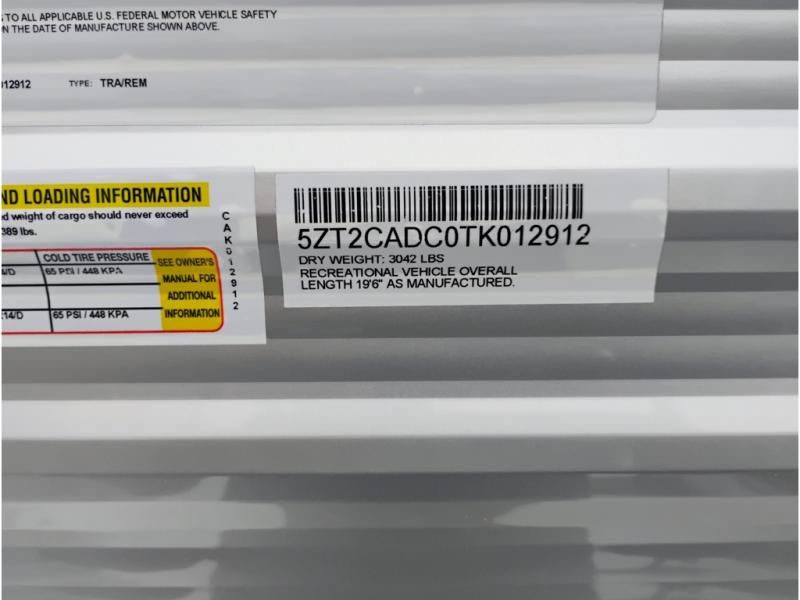 TO ALL APPLICABLE U.S. FEDERAL MOTOR VEHICLE SAFETY
THE DATE OF MANUFACTURE SHOWN ABOVE.
12912 TYPE: TRA/REM
LOADING INFORMATION
weight of cargo should never exceed
389 lbs.
COLD TIRE PRESSURE
65 PSI / 448 KPA
14/D 65 PSI / 448 KPA
SEE OWNER'S
MANUAL FOR
ADDITIONAL
INFORMATION
CAK012912
5ZT2CADC0TK012912
DRY WEIGHT: 3042 LBS
RECREATIONAL VEHICLE OVERALL
LENGTH 19'6" AS MANUFACTURED.